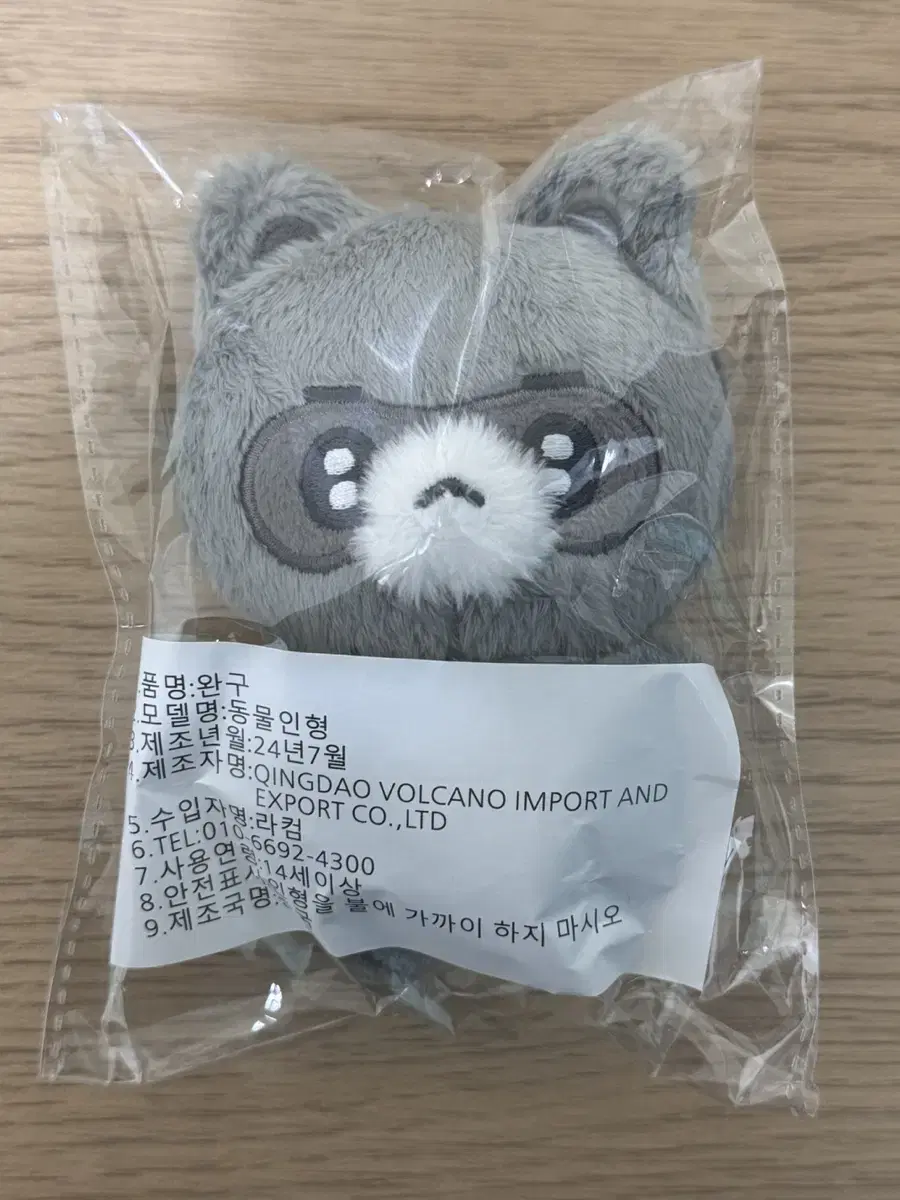 품명:완구
모델명:동물인형
3.제조년월:24년7월
4.제조자명:QINGDAO VOLCANO IMPORT AND
EXPORT CO.,LTD
5.수입자명:라컴
6.TEL:010-6692-4300
7.사용연령:14세이상
8.안전표시:인형을 불에 가까이 하지 마시오
9.제조국명: